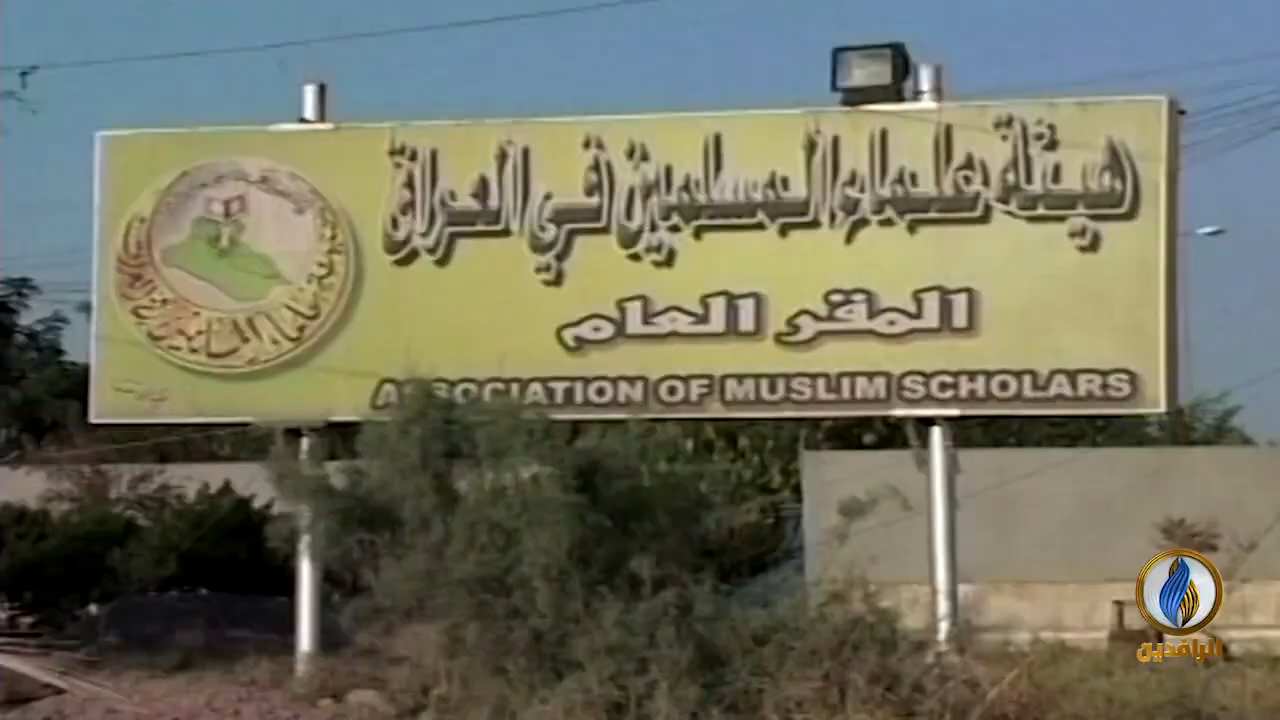 هيئة علماء المسلمين في العراق
المقر العام
ASSOCIATION OF MUSLIM SCHOLARS
الرافدين